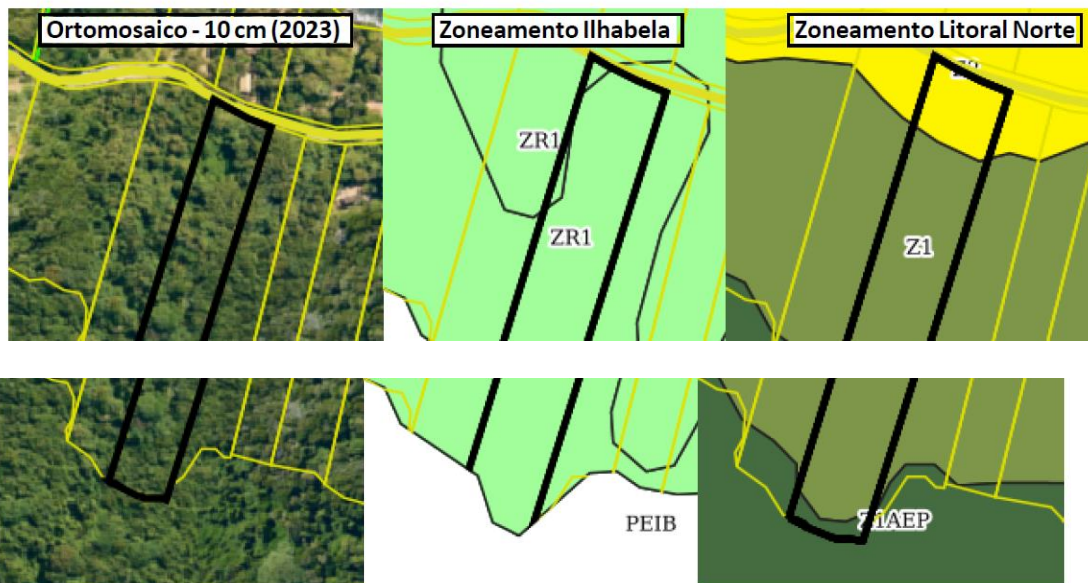 Ortomosaico - 10 cm (2023)
Zoneamento Ilhabela
Zoneamento Litoral Norte
ZR1
ZR1
Z1
PEIB
Z1AEP